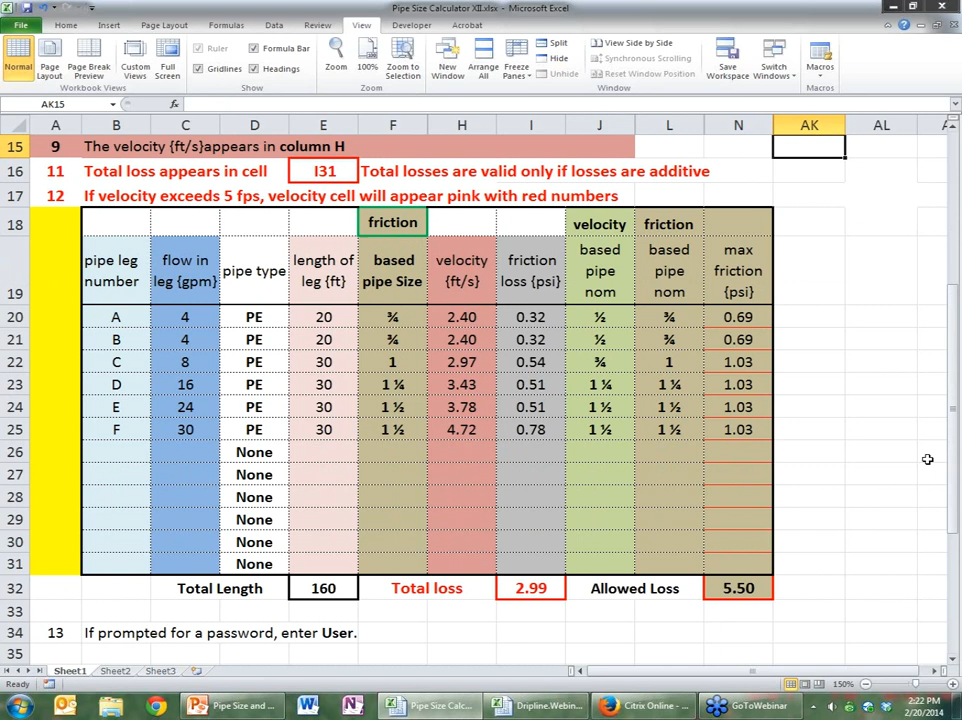 Pipe Size Calculator XII.xlsx - Microsoft Excel
File Home Insert Page Layout Formulas Data Review View Developer Acrobat
Normal Page Layout Page Break Preview Custom Views Full Screen
Workbook Views
Ruler Formula Bar
Gridlines Headings
Show
Zoom 100% Zoom to Selection
Zoom
New Window Arrange All Freeze Panes
Split
Hide
Unhide
View Side by Side
Synchronous Scrolling
Reset Window Position
Save Workspace Switch Windows
Window
Macros
Macros
AK15 fx
A B C D E F H I J L N AK AL A
15 9 The velocity {ft/s}appears in column H
16 11 Total loss appears in cell I31 Total losses are valid only if losses are additive
17 12 If velocity exceeds 5 fps, velocity cell will appear pink with red numbers
18 friction velocity friction
19 pipe leg number flow in leg {gpm} pipe type length of leg {ft} based pipe Size velocity {ft/s} friction loss {psi} based pipe nom based pipe nom max friction {psi}
20 A 4 PE 20 ¾ 2.40 0.32 ½ ¾ 0.69
21 B 4 PE 20 ¾ 2.40 0.32 ½ ¾ 0.69
22 C 8 PE 30 1 2.97 0.54 ¾ 1 1.03
23 D 16 PE 30 1 ¼ 3.43 0.51 1 ¼ 1 ¼ 1.03
24 E 24 PE 30 1 ½ 3.78 0.51 1 ½ 1 ½ 1.03
25 F 30 PE 30 1 ½ 4.72 0.78 1 ½ 1 ½ 1.03
26 None
27 None
28 None
29 None
30 None
31 None
32 Total Length 160 Total loss 2.99 Allowed Loss 5.50
33
34 13 If prompted for a password, enter User.
35
Sheet1 Sheet2 Sheet3
Ready 150%
Pipe Size and ... Pipe Size Calc... Dripline.Webin... Citrix Online - ... GoToWebinar 2:22 PM
2/20/2014